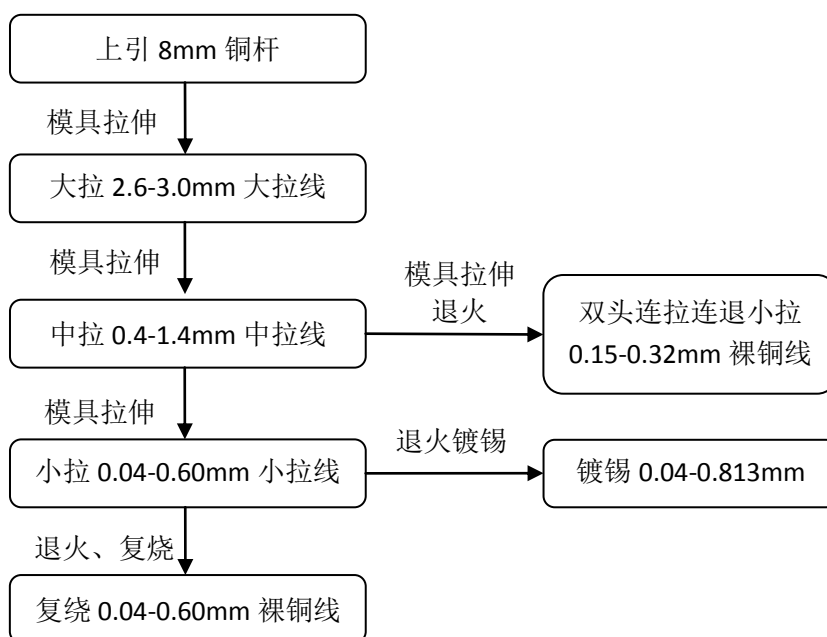 上引 8mm 铜杆
模具拉伸
大拉 2.6-3.0mm 大拉线
模具拉伸
中拉 0.4-1.4mm 中拉线
模具拉伸
退火
双头连拉连退小拉
0.15-0.32mm 裸铜线
模具拉伸
小拉 0.04-0.60mm 小拉线
退火镀锡
镀锡 0.04-0.813mm
退火、复烧
复绕 0.04-0.60mm 裸铜线